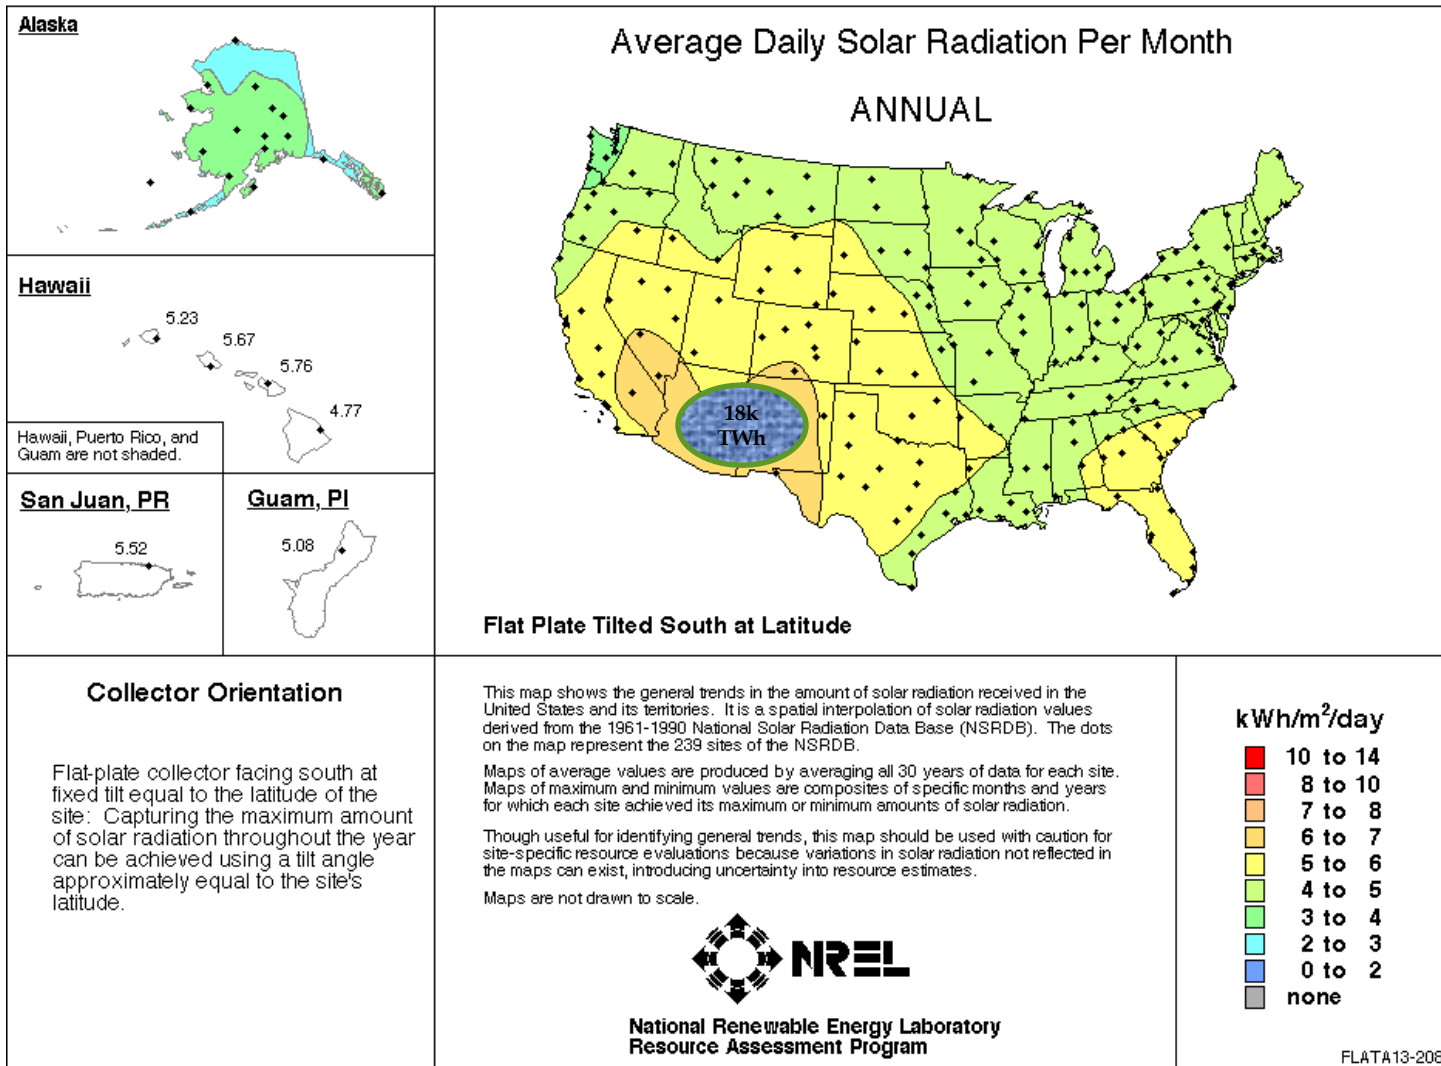 Alaska
Average Daily Solar Radiation Per Month
ANNUAL
Hawaii
5.23
5.67
5.76
4.77
Hawaii, Puerto Rico, and
Guam are not shaded.
18k
TWh
San Juan, PR
5.52
Guam, PI
5.08
Flat Plate Tilted South at Latitude
Collector Orientation
Flat-plate collector facing south at
fixed tilt equal to the latitude of the
site: Capturing the maximum amount
of solar radiation throughout the year
can be achieved using a tilt angle
approximately equal to the site's
latitude.
This map shows the general trends in the amount of solar radiation received in the
United States and its territories. It is a spatial interpolation of solar radiation values
derived from the 1961-1990 National Solar Radiation Data Base (NSRDB). The dots
on the map represent the 239 sites of the NSRDB.
Maps of average values are produced by averaging all 30 years of data for each site.
Maps of maximum and minimum values are composites of specific months and years
for which each site achieved its maximum or minimum amounts of solar radiation.
Though useful for identifying general trends, this map should be used with caution for
site-specific resource evaluations because variations in solar radiation not reflected in
the maps can exist, introducing uncertainty into resource estimates.
Maps are not drawn to scale.
NREL
National Renewable Energy Laboratory
Resource Assessment Program
kWh/m²/day
10 to 14
8 to 10
7 to 8
6 to 7
5 to 6
4 to 5
3 to 4
2 to 3
0 to 2
none
FLATA13-208